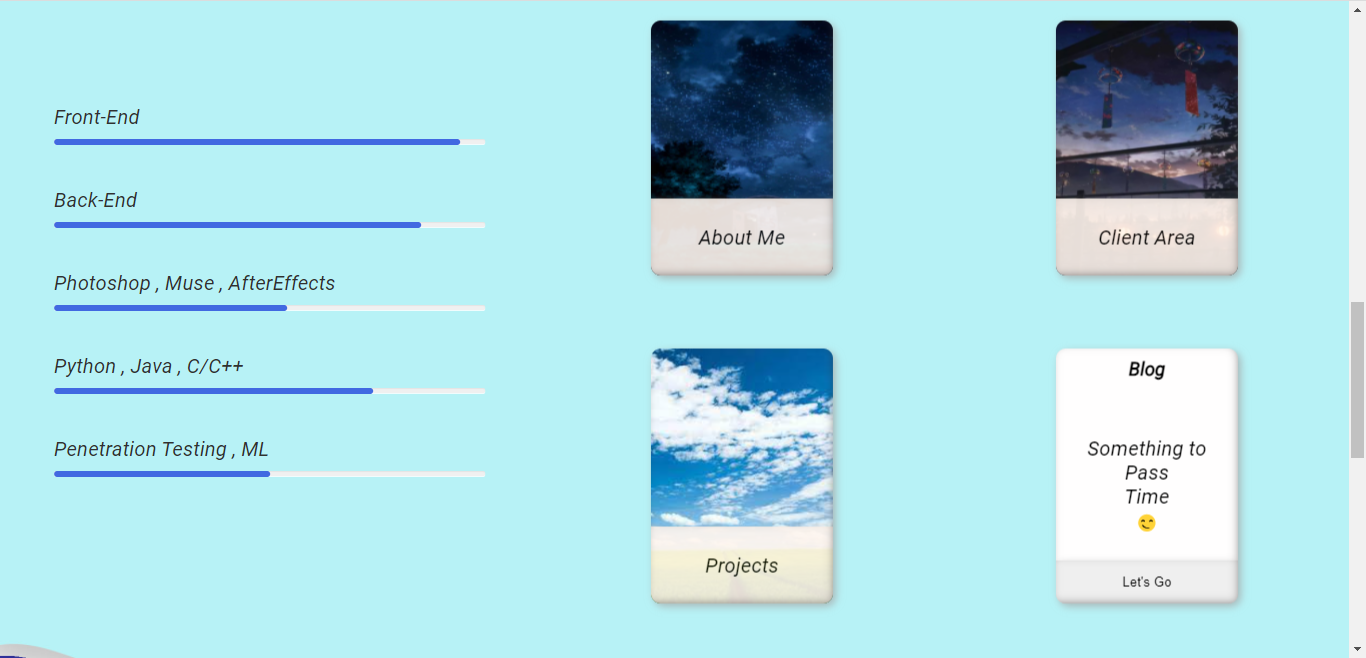 Front-End
Back-End
Photoshop , Muse , AfterEffects
Python , Java , C/C++
Penetration Testing , ML
About Me
Client Area
Projects
Blog
Something to
Pass
Time
😋
Let's Go